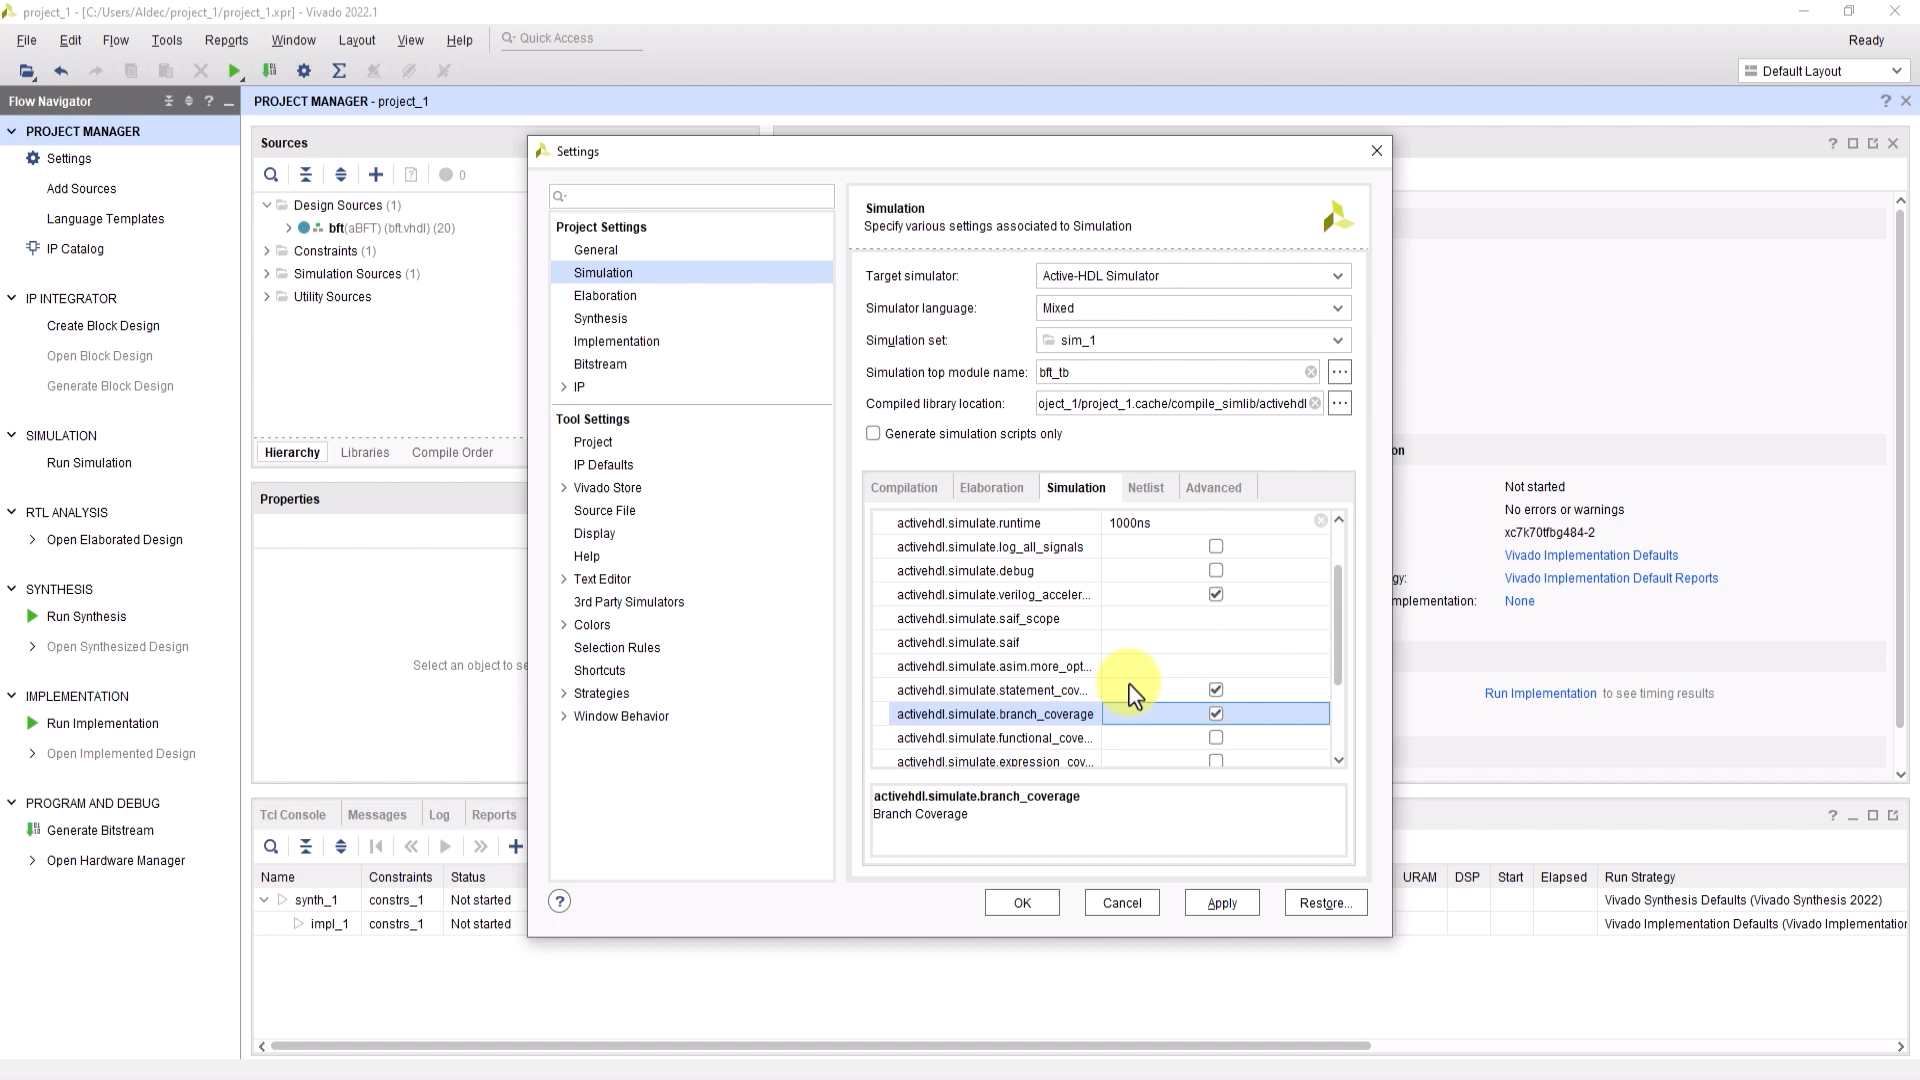 project_1 - [C:/Users/Aldec/project_1/project_1.xpr] - Vivado 2022.1
File Edit Flow Tools Reports Window Layout View Help Quick Access Ready
Default Layout
Flow Navigator
PROJECT MANAGER
Settings
Add Sources
Language Templates
IP Catalog
IP INTEGRATOR
Create Block Design
Open Block Design
Generate Block Design
SIMULATION
Run Simulation
RTL ANALYSIS
Open Elaborated Design
SYNTHESIS
Run Synthesis
Open Synthesized Design
IMPLEMENTATION
Run Implementation
Open Implemented Design
PROGRAM AND DEBUG
Generate Bitstream
Open Hardware Manager
PROJECT MANAGER - project_1
Sources
0
Design Sources (1)
bft(aBFT) (bft.vhdl) (20)
Constraints (1)
Simulation Sources (1)
Utility Sources
Hierarchy Libraries Compile Order
Properties
Select an object to se
Settings
Project Settings
General
Simulation
Elaboration
Synthesis
Implementation
Bitstream
IP
Tool Settings
Project
IP Defaults
Vivado Store
Source File
Display
Help
Text Editor
3rd Party Simulators
Colors
Selection Rules
Shortcuts
Strategies
Window Behavior
Simulation
Specify various settings associated to Simulation
Target simulator: Active-HDL Simulator
Simulator language: Mixed
Simulation set: sim_1
Simulation top module name: bft_tb
Compiled library location: oject_1/project_1.cache/compile_simlib/activehdl
Generate simulation scripts only
Compilation Elaboration Simulation Netlist Advanced
activehdl.simulate.runtime 1000ns
activehdl.simulate.log_all_signals
activehdl.simulate.debug
activehdl.simulate.verilog_acceler...
activehdl.simulate.saif_scope
activehdl.simulate.saif
activehdl.simulate.asim.more_opt...
activehdl.simulate.statement_cov...
activehdl.simulate.branch_coverage
activehdl.simulate.functional_cove...
activehdl.simulate.expression_cov...
activehdl.simulate.branch_coverage
Branch Coverage
OK Cancel Apply Restore...
on
Not started
No errors or warnings
xc7k70tfbg484-2
Vivado Implementation Defaults
gy: Vivado Implementation Default Reports
mplementation: None
Run Implementation to see timing results
Tcl Console Messages Log Reports
Name Constraints Status URAM DSP Start Elapsed Run Strategy
synth_1 constrs_1 Not started Vivado Synthesis Defaults (Vivado Synthesis 2022)
impl_1 constrs_1 Not started Vivado Implementation Defaults (Vivado Implementation